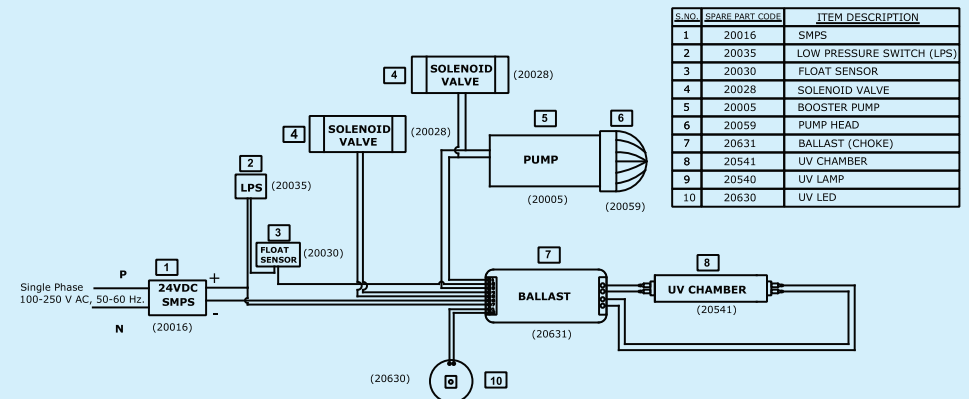 S.NO. SPARE PART CODE ITEM DESCRIPTION
1 20016 SMPS
2 20035 LOW PRESSURE SWITCH (LPS)
3 20030 FLOAT SENSOR
4 20028 SOLENOID VALVE
5 20005 BOOSTER PUMP
6 20059 PUMP HEAD
7 20631 BALLAST (CHOKE)
8 20541 UV CHAMBER
9 20540 UV LAMP
10 20630 UV LED
4
SOLENOID
VALVE
(20028)
4
SOLENOID
VALVE
(20028)
5
6
PUMP
(20005)
(20059)
2
LPS
(20035)
3
FLOAT
SENSOR
(20030)
P
1
+
Single Phase
100-250 V AC, 50-60 Hz.
24VDC
SMPS
-
N
(20016)
7
BALLAST
(20631)
8
UV CHAMBER
(20541)
(20630)
10